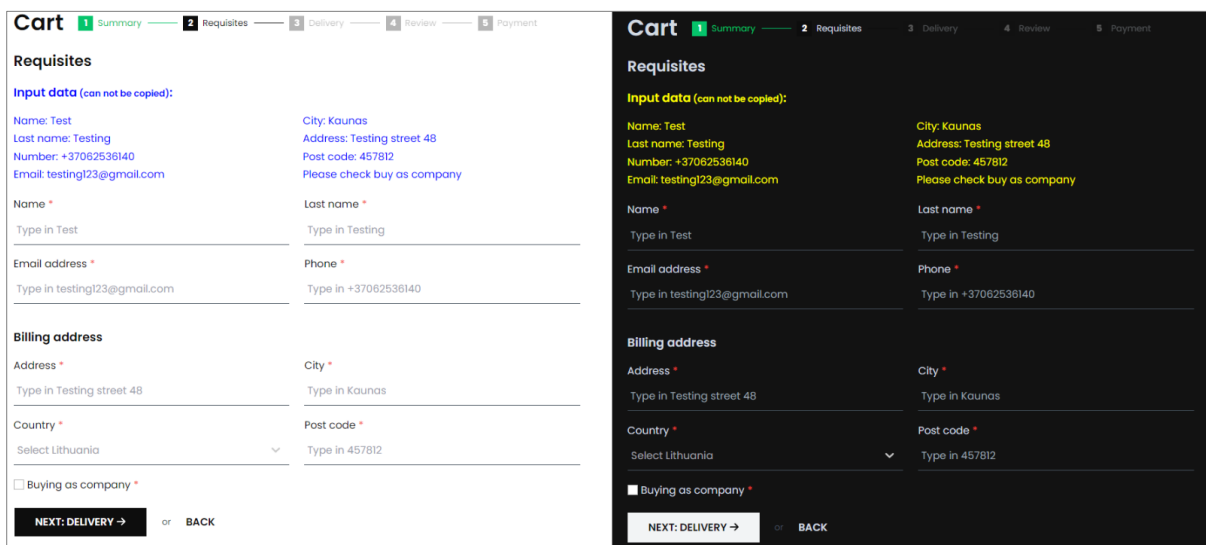 Cart 1 Summary 2 Requisites 3 Delivery 4 Review 5 Payment
Requisites
Input data (can not be copied):
Name: Test City: Kaunas
Last name: Testing Address: Testing street 48
Number: +37062536140 Post code: 457812
Email: testing123@gmail.com Please check buy as company
Name * Last name *
Type in Test Type in Testing
Email address * Phone *
Type in testing123@gmail.com Type in +37062536140
Billing address
Address * City *
Type in Testing street 48 Type in Kaunas
Country * Post code *
Select Lithuania Type in 457812
Buying as company *
NEXT: DELIVERY → or BACK
Cart 1 Summary 2 Requisites 3 Delivery 4 Review 5 Payment
Requisites
Input data (can not be copied):
Name: Test City: Kaunas
Last name: Testing Address: Testing street 48
Number: +37062536140 Post code: 457812
Email: testing123@gmail.com Please check buy as company
Name * Last name *
Type in Test Type in Testing
Email address * Phone *
Type in testing123@gmail.com Type in +37062536140
Billing address
Address * City *
Type in Testing street 48 Type in Kaunas
Country * Post code *
Select Lithuania Type in 457812
Buying as company *
NEXT: DELIVERY → or BACK